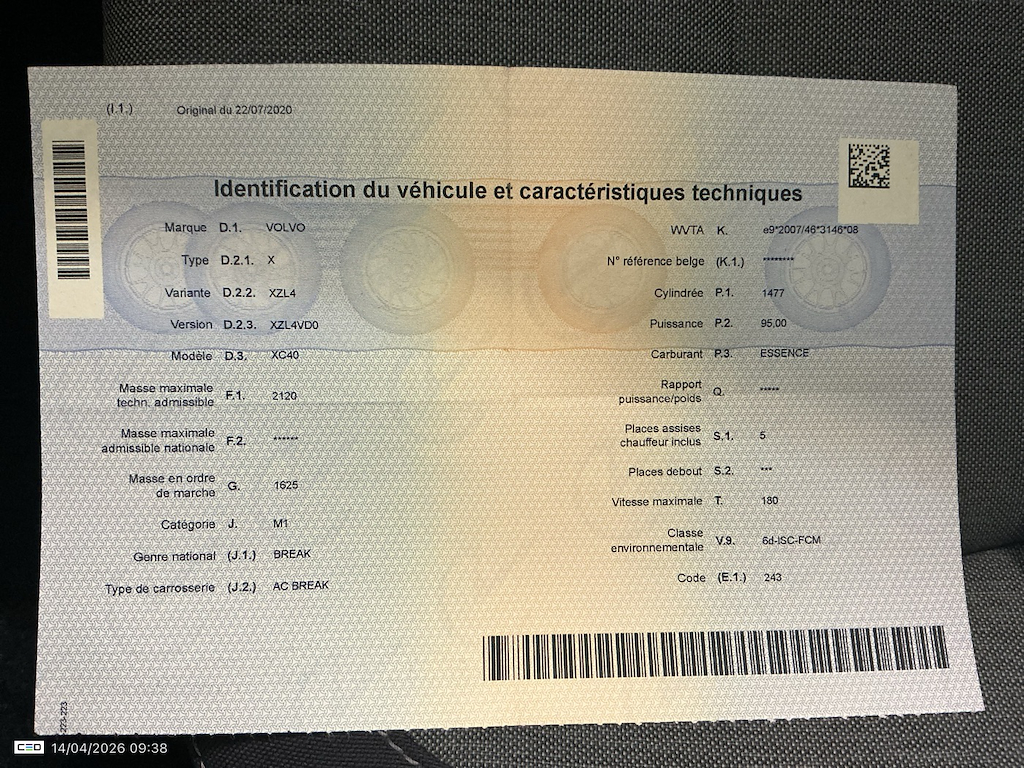 (I.1.) Original du 22/07/2020
Identification du véhicule et caractéristiques techniques
Marque D.1. VOLVO
Type D.2.1. X
Variante D.2.2. XZL4
Version D.2.3. XZL4VD0
Modèle D.3. XC40
Masse maximale
techn. admissible F.1. 2120
Masse maximale
admissible nationale F.2. ******
Masse en ordre
de marche G. 1625
Catégorie J. M1
Genre national (J.1.) BREAK
Type de carrosserie (J.2.) AC BREAK
WVTA K. e9*2007/46*3146*08
N° référence belge (K.1.) ********
Cylindrée P.1. 1477
Puissance P.2. 95,00
Carburant P.3. ESSENCE
Rapport
puissance/poids Q. *****
Places assises
chauffeur inclus S.1. 5
Places debout S.2. ***
Vitesse maximale T. 180
Classe
environnementale V.9. 6d-ISC-FCM
Code (E.1.) 243
223-223
CEO 14/04/2026 09:38